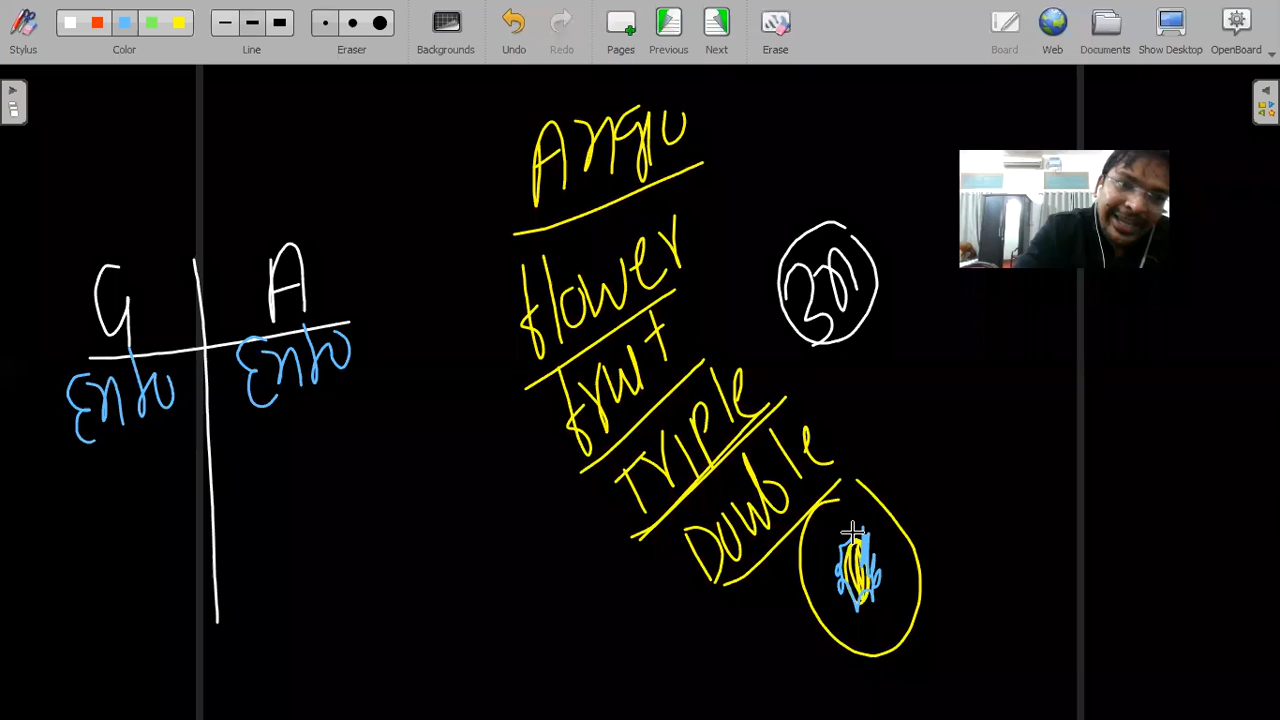 Stylus
Color
Line
Eraser
Backgrounds
Undo
Redo
Pages
Previous
Next
Erase
Board
Web
Documents
Show Desktop
OpenBoard
Angio
flower
fruit
Triple
Double
3n
G A
Endo Endo